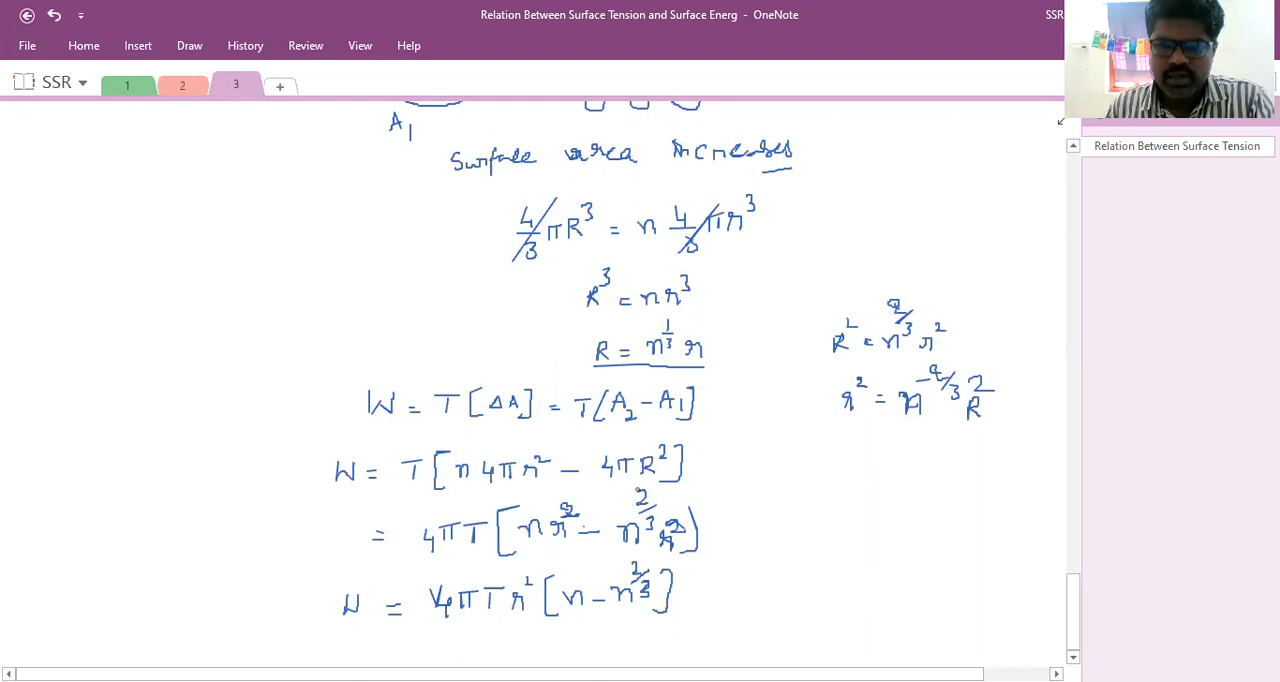 Relation Between Surface Tension and Surface Energ - OneNote
SSR
File Home Insert Draw History Review View Help
SSR 1 2 3 +
Relation Between Surface Tension
A₁
Surface area increases
4/3 πR³ = n 4/3 πr³
R³ = nr³
R = n^1/3 r
R² = n^2/3 r²
r² = n^-2/3 R²
W = T[ΔA] = T[A₂ - A₁]
W = T[n4πr² - 4πR²]
= 4πT[nr² - n^2/3 r²]
W = 4πTr²[n - n^2/3]